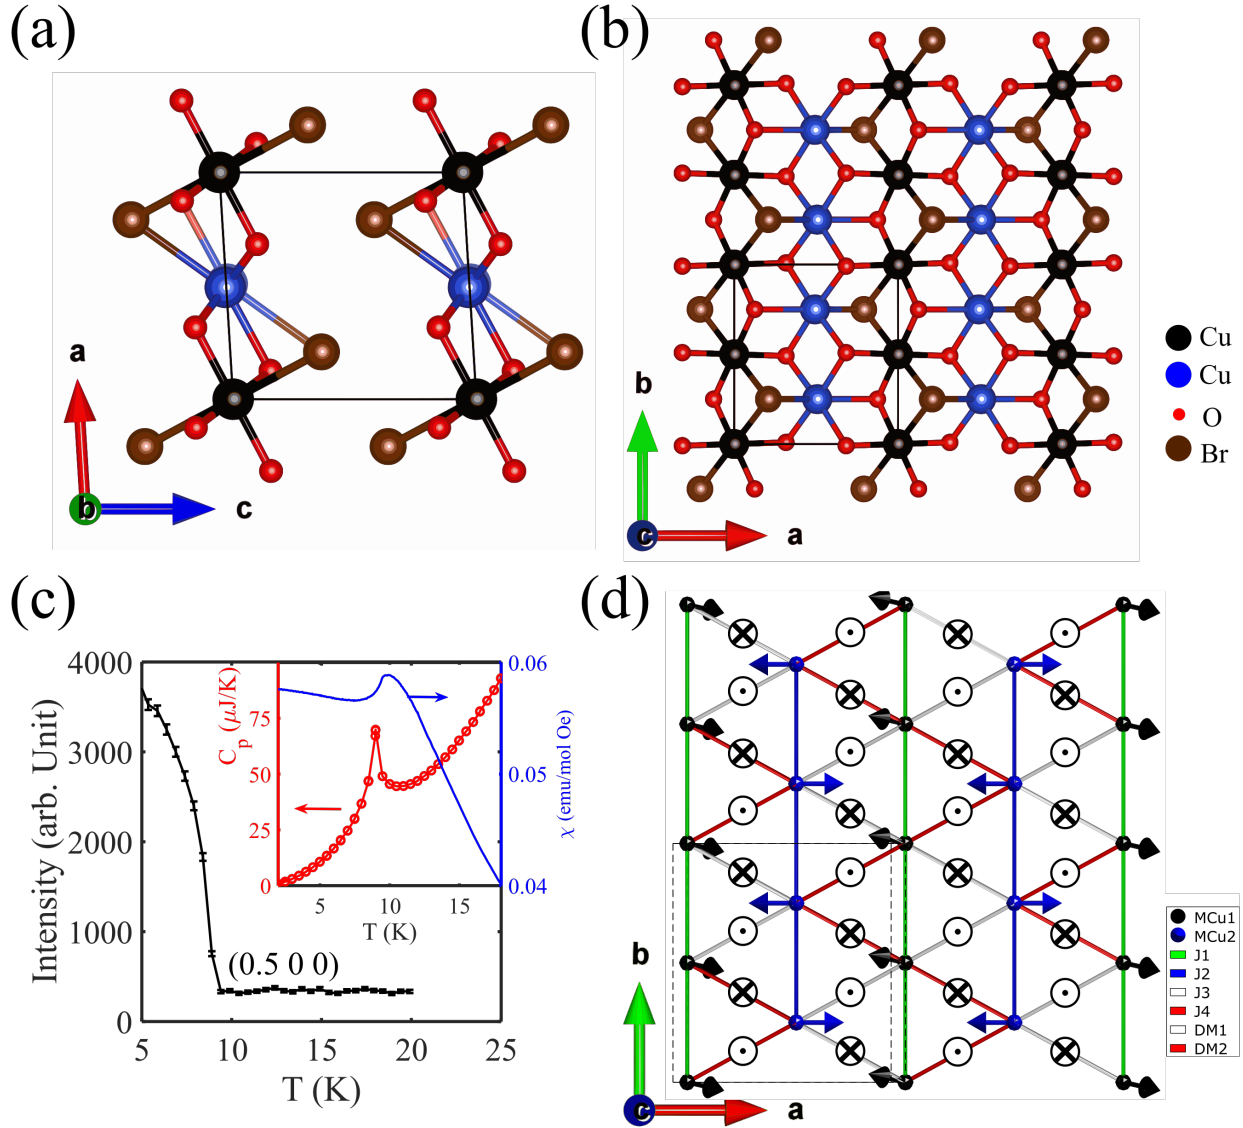 (a)
a
b
c
(b)
b
c
a
Cu
Cu
O
Br
(c)
Intensity (arb. Unit)
4000
3000
2000
1000
0
5
10
15
20
25
T (K)
(0.5 0 0)
C_p (μJ/K)
75
50
25
0
5
10
15
T (K)
0.06
0.05
0.04
χ (emu/mol Oe)
(d)
b
c
a
MCu1
MCu2
J1
J2
J3
J4
DM1
DM2